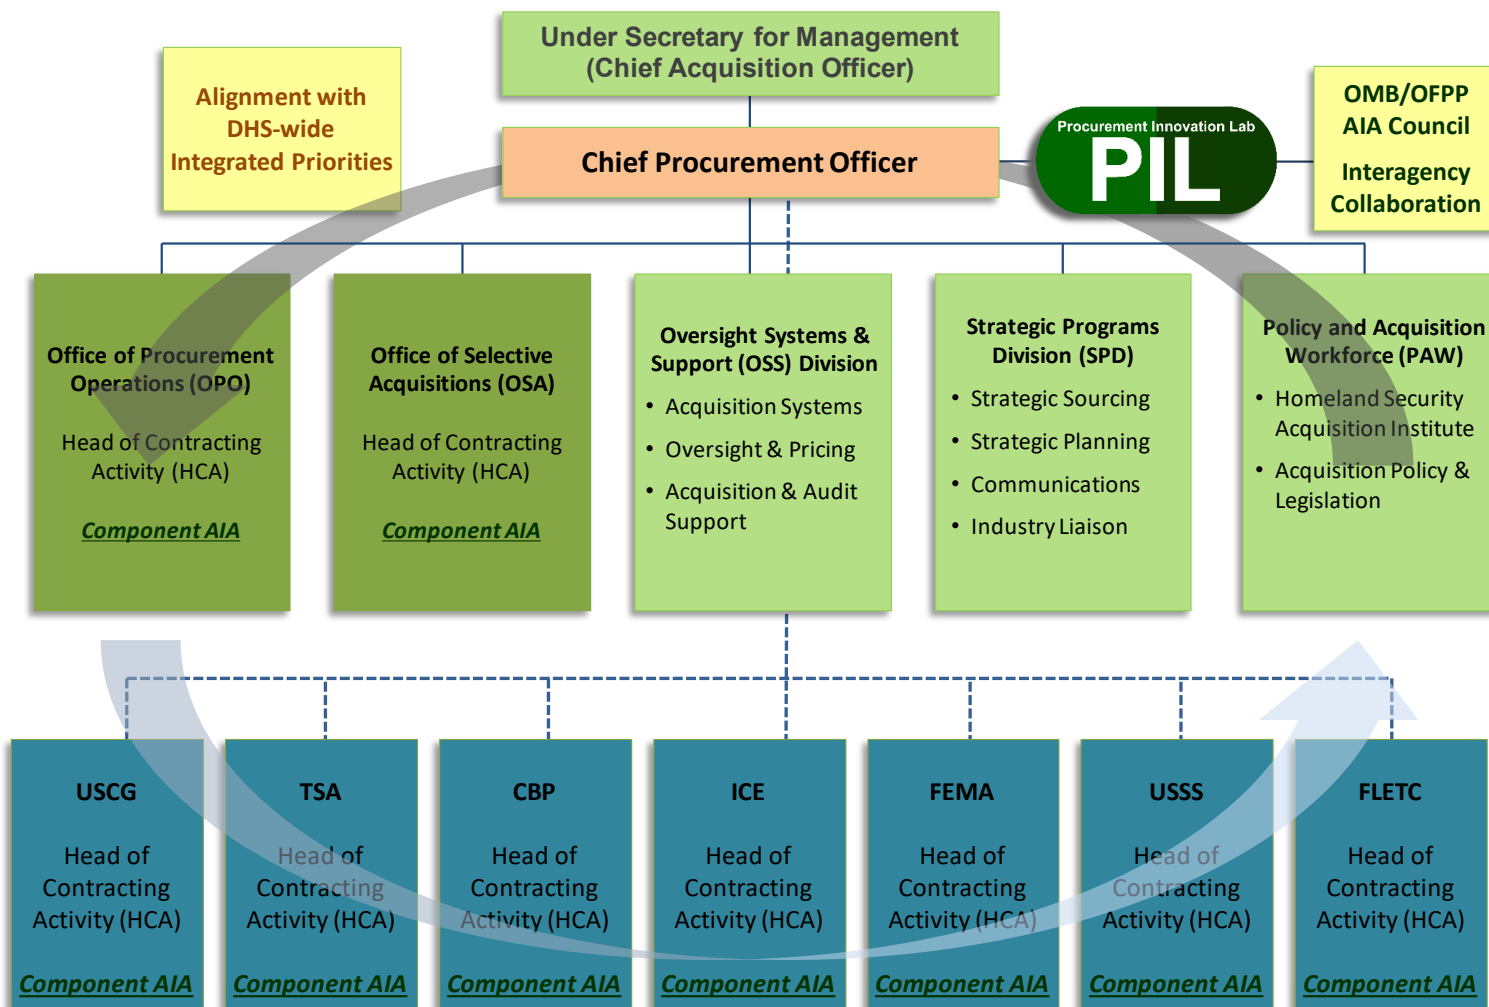 Under Secretary for Management
(Chief Acquisition Officer)
Alignment with
DHS-wide
Integrated Priorities
Chief Procurement Officer
Procurement Innovation Lab
PIL
OMB/OFPP
AIA Council
Interagency
Collaboration
Office of Procurement
Operations (OPO)
Head of Contracting
Activity (HCA)
Component AIA
Office of Selective
Acquisitions (OSA)
Head of Contracting
Activity (HCA)
Component AIA
Oversight Systems &
Support (OSS) Division
• Acquisition Systems
• Oversight & Pricing
• Acquisition & Audit
Support
Strategic Programs
Division (SPD)
• Strategic Sourcing
• Strategic Planning
• Communications
• Industry Liaison
Policy and Acquisition
Workforce (PAW)
• Homeland Security
Acquisition Institute
• Acquisition Policy &
Legislation
USCG
Head of
Contracting
Activity (HCA)
Component AIA
TSA
Head of
Contracting
Activity (HCA)
Component AIA
CBP
Head of
Contracting
Activity (HCA)
Component AIA
ICE
Head of
Contracting
Activity (HCA)
Component AIA
FEMA
Head of
Contracting
Activity (HCA)
Component AIA
USSS
Head of
Contracting
Activity (HCA)
Component AIA
FLETC
Head of
Contracting
Activity (HCA)
Component AIA